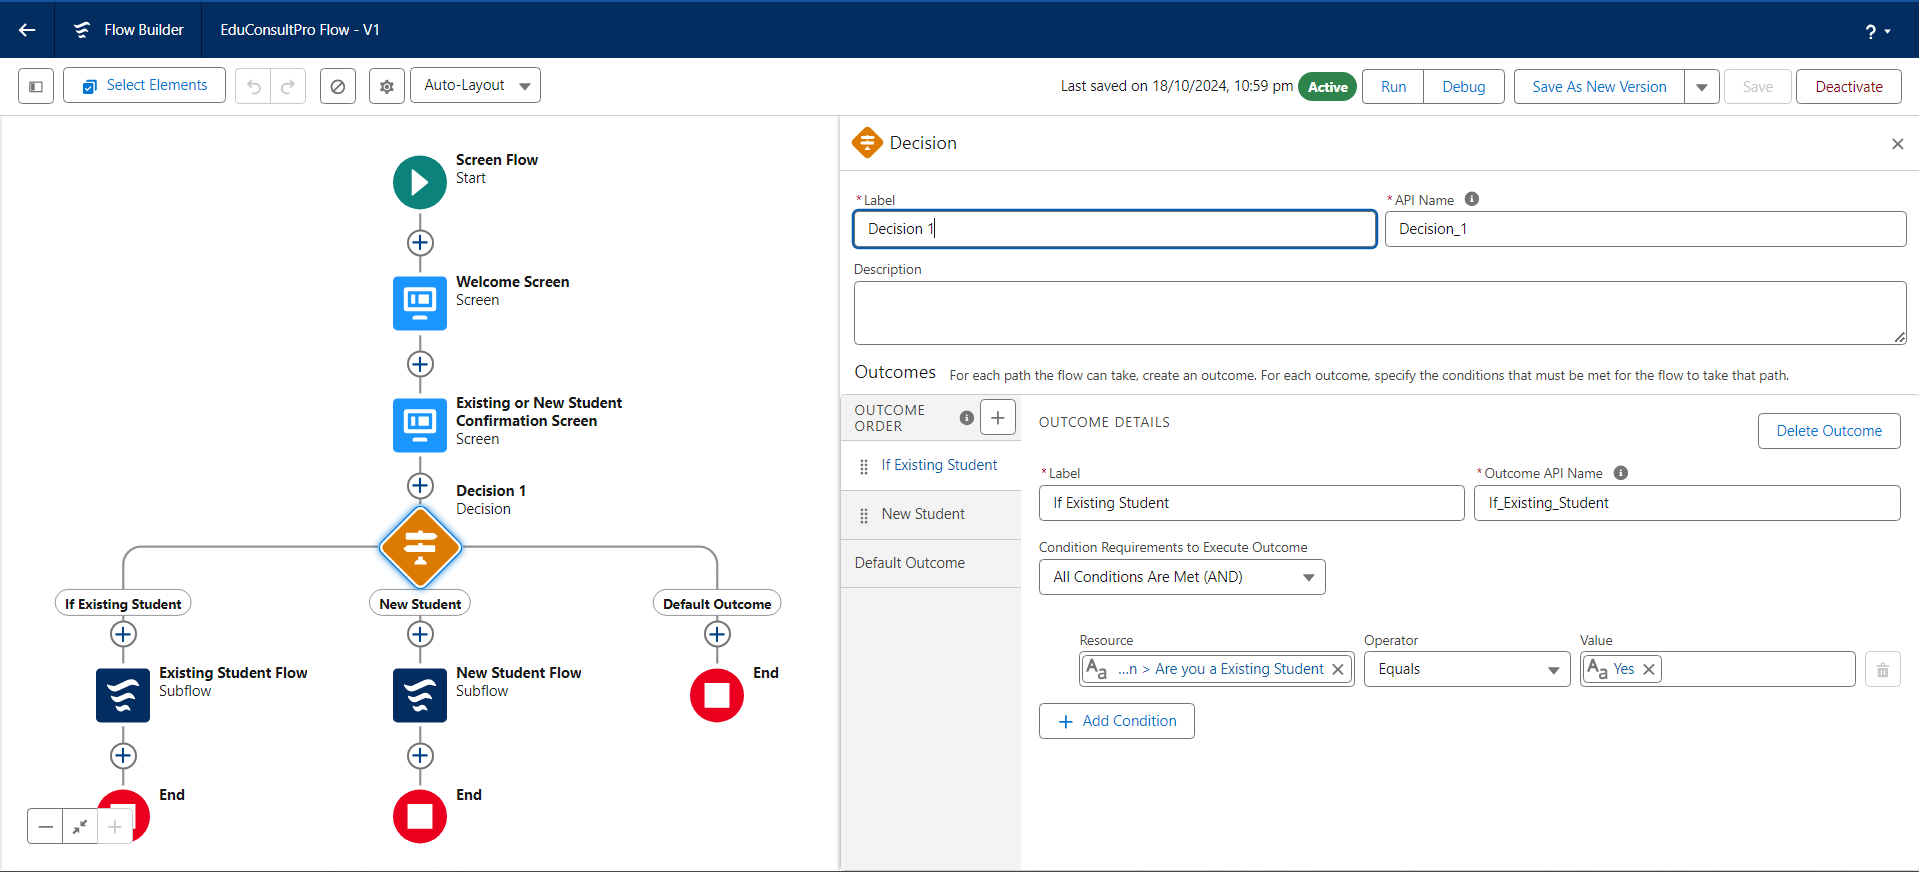 Flow Builder
EduConsultPro Flow - V1
?
Select Elements
Auto-Layout
Last saved on 18/10/2024, 10:59 pm
Active
Run
Debug
Save As New Version
Save
Deactivate
Screen Flow
Start
Welcome Screen
Screen
Existing or New Student
Confirmation Screen
Screen
Decision 1
Decision
If Existing Student
New Student
Default Outcome
Existing Student Flow
Subflow
New Student Flow
Subflow
End
End
End
Decision
* Label
Decision 1
* API Name
Decision_1
Description
Outcomes
For each path the flow can take, create an outcome. For each outcome, specify the conditions that must be met for the flow to take that path.
OUTCOME
ORDER
If Existing Student
New Student
Default Outcome
OUTCOME DETAILS
Delete Outcome
* Label
If Existing Student
* Outcome API Name
If_Existing_Student
Condition Requirements to Execute Outcome
All Conditions Are Met (AND)
Resource
Aa ...n > Are you a Existing Student
Operator
Equals
Value
Aa Yes
Add Condition